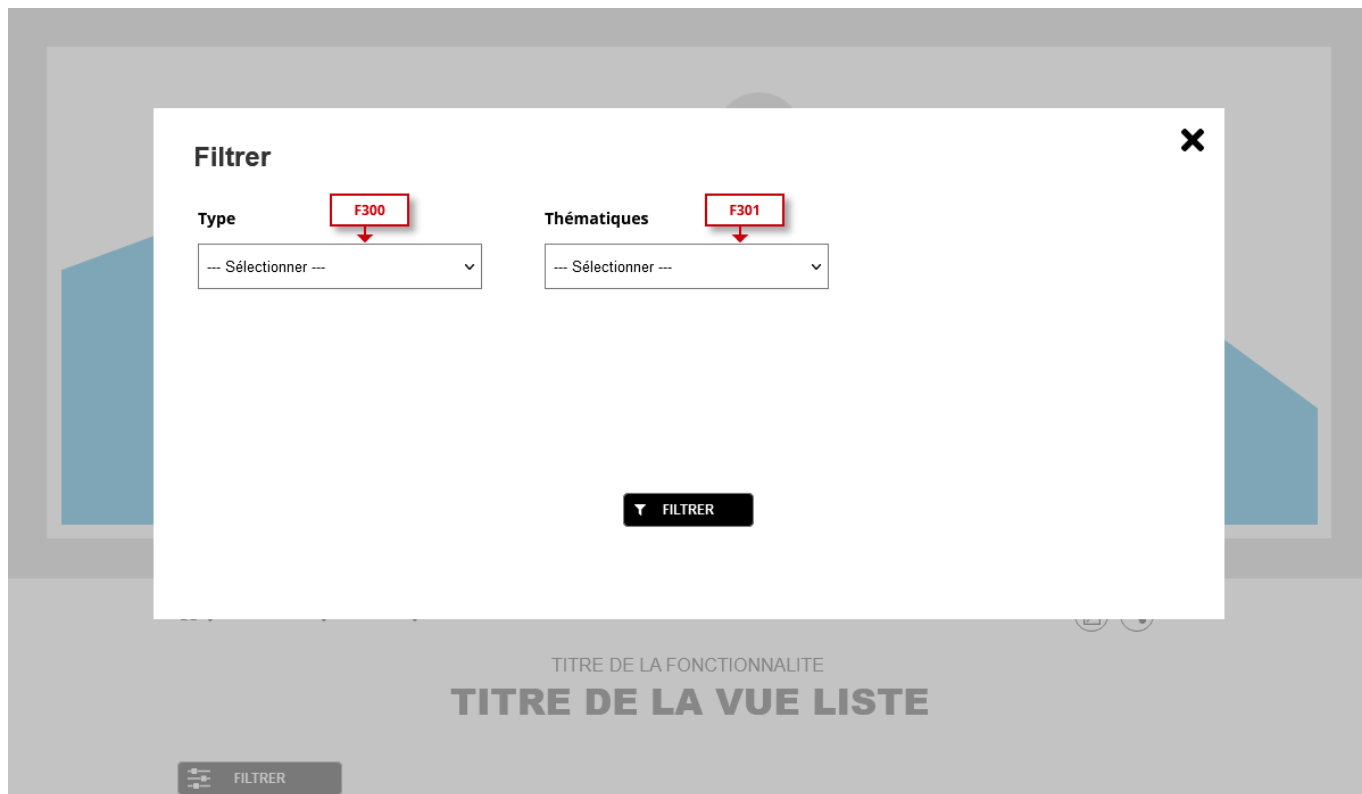 Filtrer
Type
F300
Thématiques
F301
--- Sélectionner ---
--- Sélectionner ---
FILTRER
TITRE DE LA FONCTIONNALITE
TITRE DE LA VUE LISTE
FILTRER